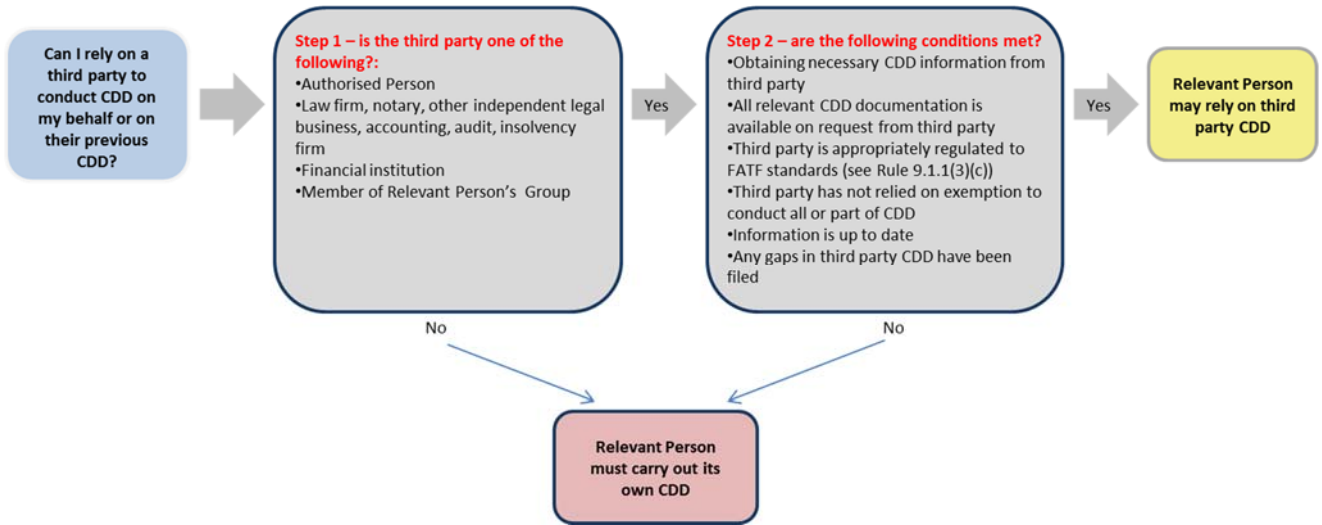 Can I rely on a
third party to
conduct CDD on
my behalf or on
their previous
CDD?
Step 1 – is the third party one of the
following?:
•Authorised Person
•Law firm, notary, other independent legal
business, accounting, audit, insolvency
firm
•Financial institution
•Member of Relevant Person's Group
Yes
Step 2 – are the following conditions met?
•Obtaining necessary CDD information from
third party
•All relevant CDD documentation is
available on request from third party
•Third party is appropriately regulated to
FATF standards (see Rule 9.1.1(3)(c))
•Third party has not relied on exemption to
conduct all or part of CDD
•Information is up to date
•Any gaps in third party CDD have been
filed
Yes
Relevant Person
may rely on third
party CDD
No
No
Relevant Person
must carry out its
own CDD